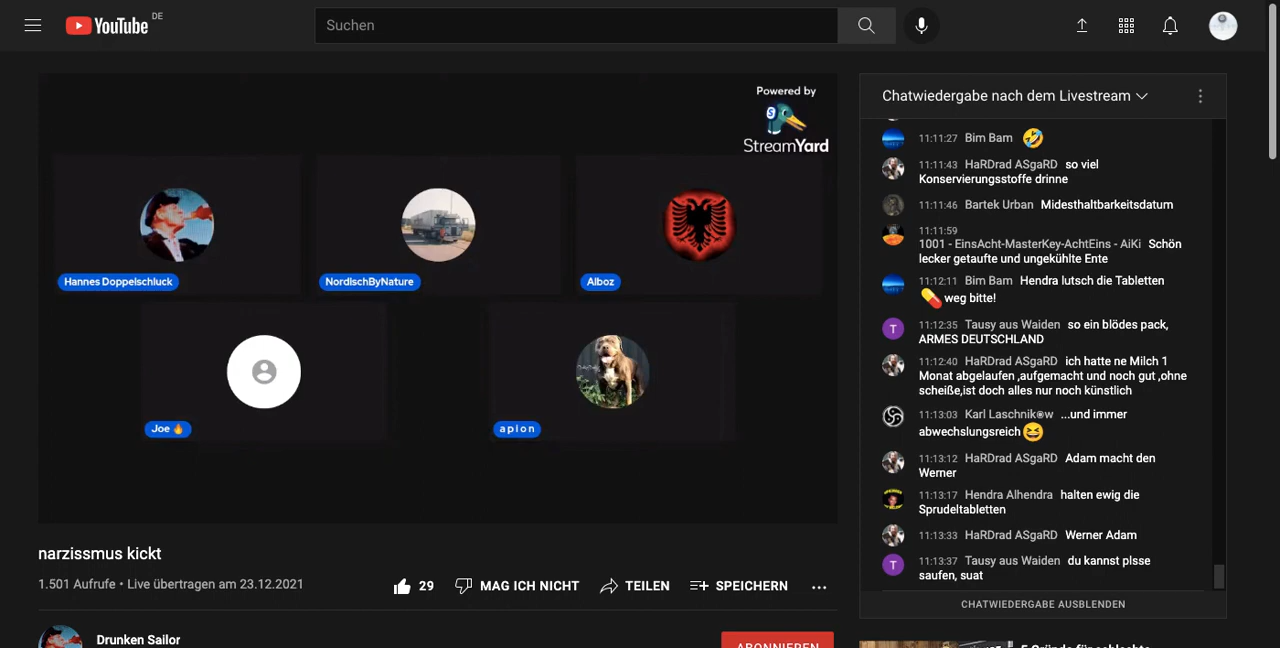 YouTube DE
Suchen
Powered by
StreamYard
Hannes Doppelschluck
NordischByNature
Alboz
Joe 🔥
apion
narzissmus kickt
1.501 Aufrufe • Live übertragen am 23.12.2021
29
MAG ICH NICHT
TEILEN
SPEICHERN
Drunken Sailor
ABONNIEREN
Chatwiedergabe nach dem Livestream
11:11:27 Bim Bam 🤣
11:11:43 HaRDrad ASgaRD so viel
Konservierungsstoffe drinne
11:11:46 Bartek Urban Midesthaltbarkeitsdatum
11:11:59
1001 - EinsAcht-MasterKey-AchtEins - AiKi Schön
lecker getaufte und ungekühlte Ente
11:12:11 Bim Bam Hendra lutsch die Tabletten
💊 weg bitte!
11:12:35 Tausy aus Waiden so ein blödes pack,
ARMES DEUTSCHLAND
11:12:40 HaRDrad ASgaRD ich hatte ne Milch 1
Monat abgelaufen ,aufgemacht und noch gut ,ohne
scheiße,ist doch alles nur noch künstlich
11:13:03 Karl Laschnik⍟w ...und immer
abwechslungsreich 😆
11:13:12 HaRDrad ASgaRD Adam macht den
Werner
11:13:17 Hendra Alhendra halten ewig die
Sprudeltabletten
11:13:33 HaRDrad ASgaRD Werner Adam
T
11:13:37 Tausy aus Waiden du kannst plsse
saufen, suat
CHATWIEDERGABE AUSBLENDEN
5 Gründe für schlechte